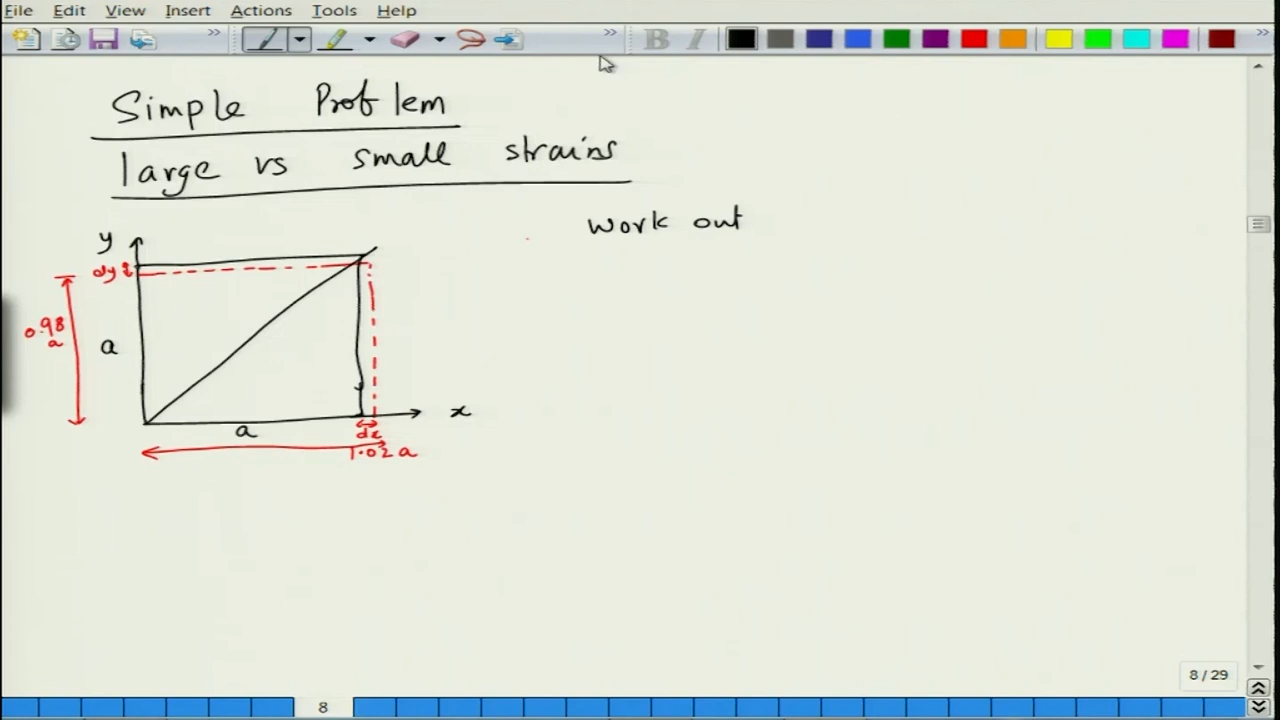 File Edit View Insert Actions Tools Help
B I
Simple Problem
large vs small strains
work out
y
dy
0.98
a
a
x
a
dx
1.02 a
8 / 29
8